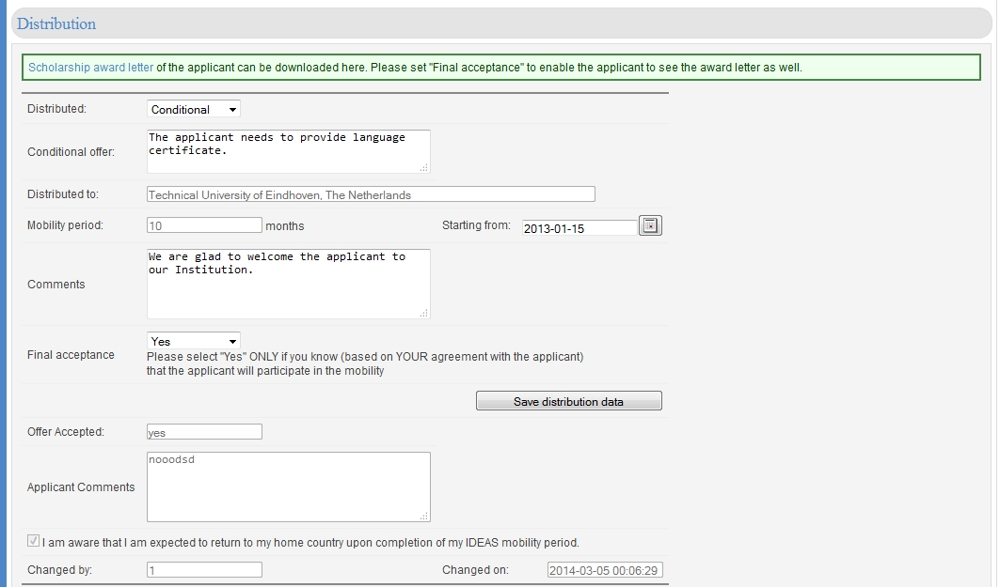 Distribution
Scholarship award letter of the applicant can be downloaded here. Please set "Final acceptance" to enable the applicant to see the award letter as well.
Distributed: Conditional
Conditional offer: The applicant needs to provide language
certificate.
Distributed to: Technical University of Eindhoven, The Netherlands
Mobility period: 10 months Starting from: 2013-01-15
Comments We are glad to welcome the applicant to
our Institution.
Final acceptance Yes
Please select "Yes" ONLY if you know (based on YOUR agreement with the applicant)
that the applicant will participate in the mobility
Save distribution data
Offer Accepted: yes
Applicant Comments nooodsd
I am aware that I am expected to return to my home country upon completion of my IDEAS mobility period.
Changed by: 1 Changed on: 2014-03-05 00:06:29